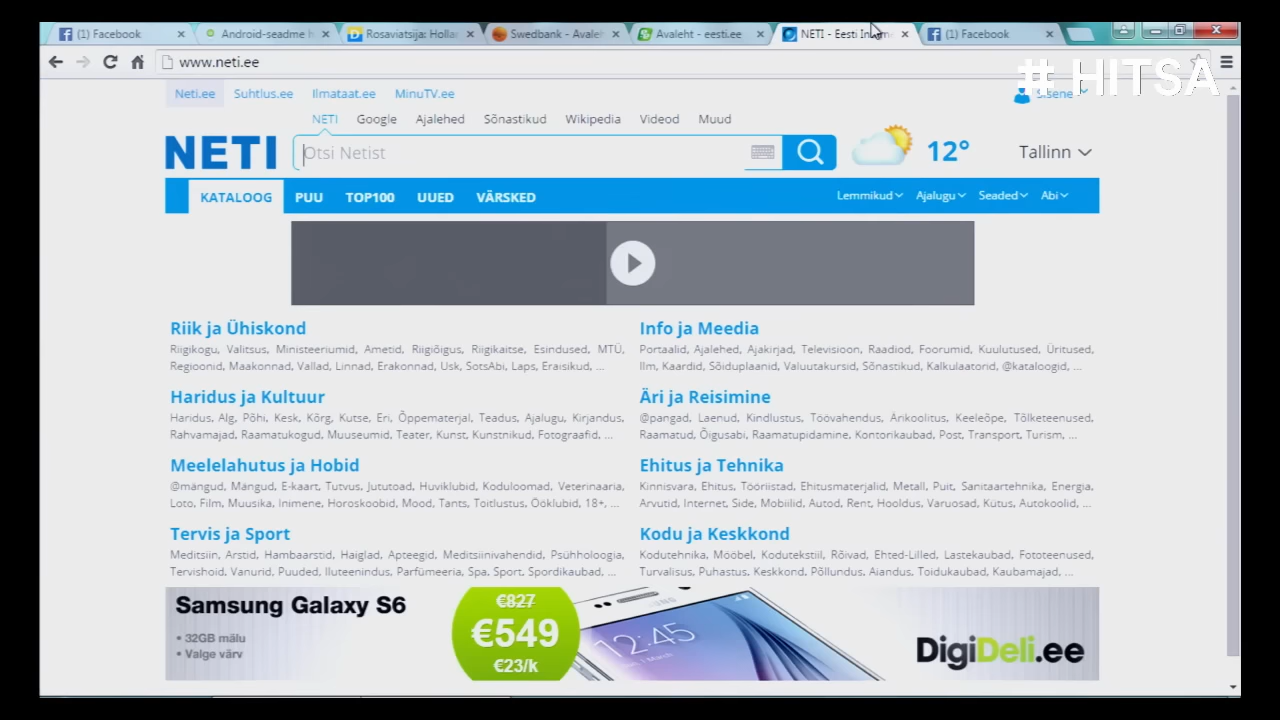 (1) Facebook
Android-seadme h
Rosaviatsija: Hollar
Swedbank - Avaleh
Avaleht - eesti.ee
NETI - Eesti In
(1) Facebook
www.neti.ee
# HITSA
Neti.ee Suhtlus.ee Ilmataat.ee MinuTV.ee
Sisene
NETI Google Ajalehed Sõnastikud Wikipedia Videod Muud
NETI
Otsi Netist
12°
Tallinn
KATALOOG PUU TOP100 UUED VÄRSKED
Lemmikud Ajalugu Seaded Abi
Riik ja Ühiskond
Riigikogu, Valitsus, Ministeeriumid, Ametid, Riigiõigus, Riigikaitse, Esindused, MTÜ,
Regioonid, Maakonnad, Vallad, Linnad, Erakonnad, Usk, SotsAbi, Laps, Eraisikud, ...
Info ja Meedia
Portaalid, Ajalehed, Ajakirjad, Televisioon, Raadiod, Foorumid, Kuulutused, Üritused,
Ilm, Kaardid, Sõiduplaanid, Valuutakursid, Sõnastikud, Kalkulaatorid, @kataloogid, ...
Haridus ja Kultuur
Haridus, Alg, Põhi, Kesk, Kõrg, Kutse, Eri, Õppematerjal, Teadus, Ajalugu, Kirjandus,
Rahvamajad, Raamatukogud, Muuseumid, Teater, Kunst, Kunstnikud, Fotograafid, ...
Äri ja Reisimine
@pangad, Laenud, Kindlustus, Töövahendus, Ärikoolitus, Keeleõpe, Tõlketeenused,
Raamatud, Õigusabi, Raamatupidamine, Kontorikaubad, Post, Transport, Turism, ...
Meelelahutus ja Hobid
@mängud, Mängud, E-kaart, Tutvus, Jututoad, Huviklubid, Koduloomad, Veterinaaria,
Loto, Film, Muusika, Inimene, Horoskoobid, Mood, Tants, Toitlustus, Ööklubid, 18+, ...
Ehitus ja Tehnika
Kinnisvara, Ehitus, Tööriistad, Ehitusmaterjalid, Metall, Puit, Sanitaartehnika, Energia,
Arvutid, Internet, Side, Mobiilid, Autod, Rent, Hooldus, Varuosad, Kütus, Autokoolid, ...
Tervis ja Sport
Meditsiin, Arstid, Hambaarstid, Haiglad, Apteegid, Meditsiinivahendid, Psühholoogia,
Tervishoid, Vanurid, Puuded, Iluteenindus, Parfümeeria, Spa, Sport, Spordikaubad, ...
Kodu ja Keskkond
Kodutehnika, Mööbel, Kodutekstiil, Rõivad, Ehted-Lilled, Lastekaubad, Fototeenused,
Turvalisus, Puhastus, Keskkond, Põllundus, Aiandus, Toidukaubad, Kaubamajad, ...
Samsung Galaxy S6
• 32GB mälu
• Valge värv
€827
€549
€23/k
12:45
DigiDeli.ee